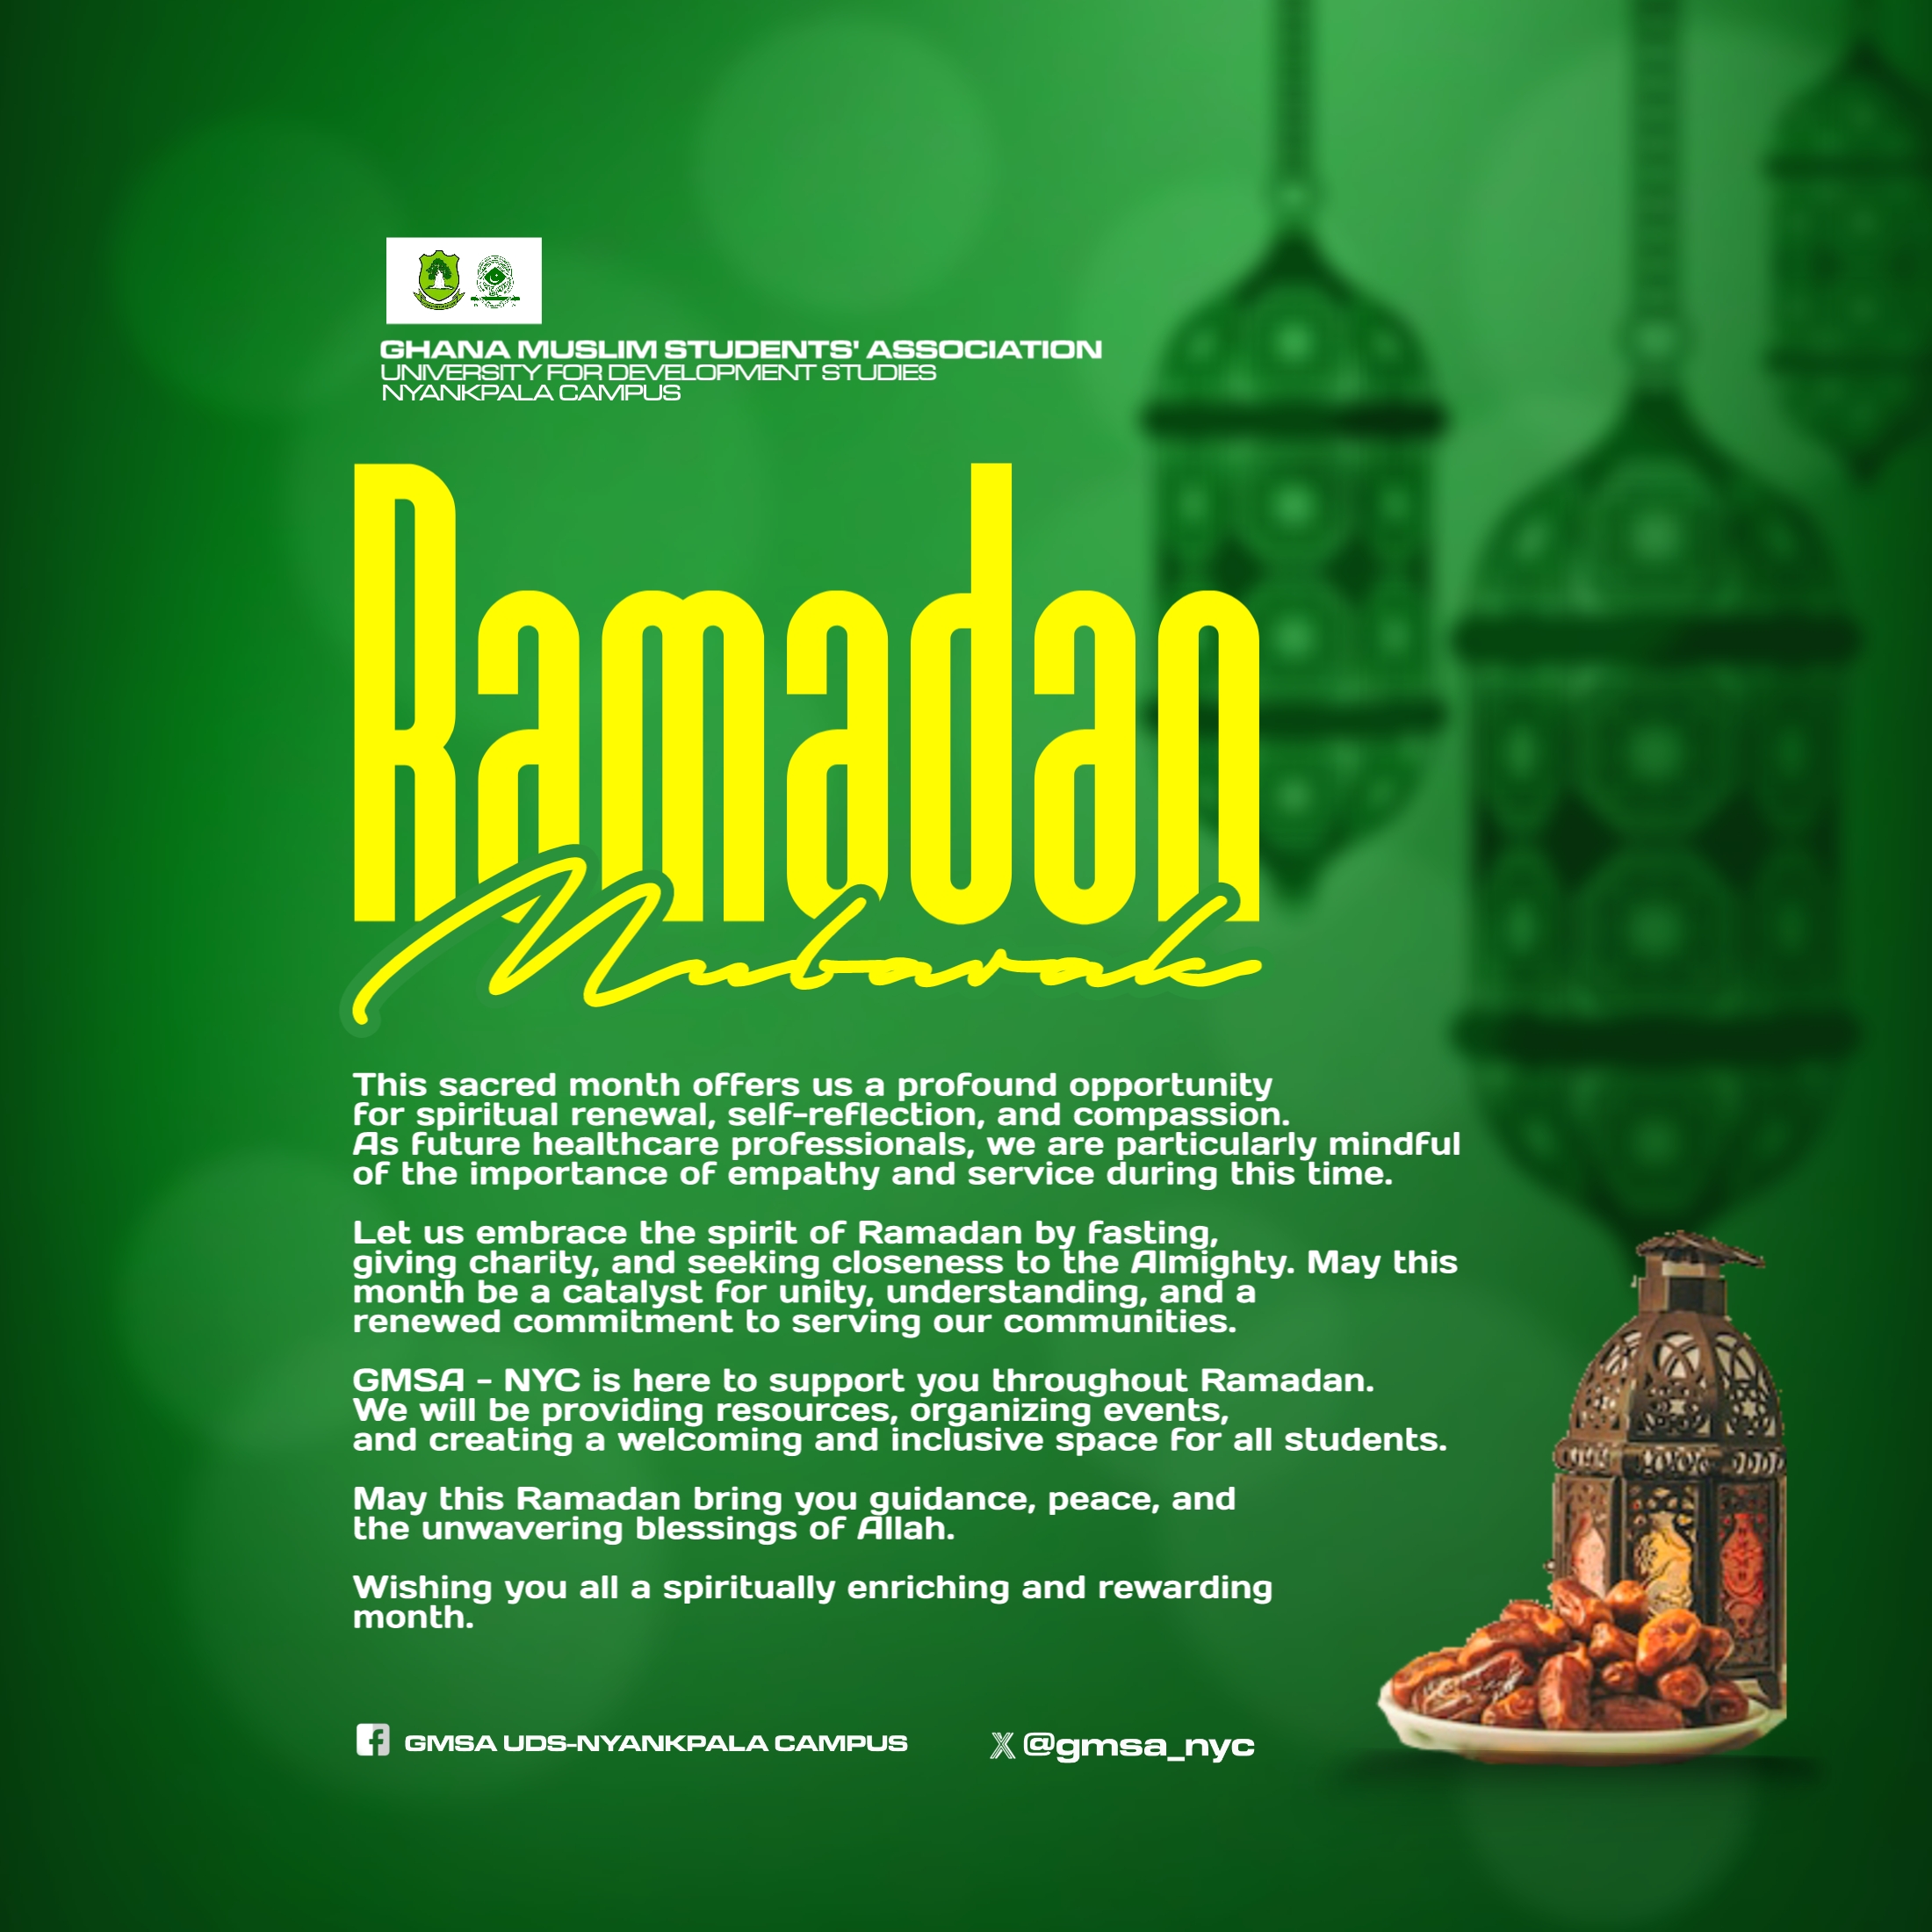 GHANA MUSLIM STUDENTS' ASSOCIATION
UNIVERSITY FOR DEVELOPMENT STUDIES
NYANKPALA CAMPUS
Ramadan
Mubarak
This sacred month offers us a profound opportunity
for spiritual renewal, self-reflection, and compassion.
As future healthcare professionals, we are particularly mindful
of the importance of empathy and service during this time.
Let us embrace the spirit of Ramadan by fasting,
giving charity, and seeking closeness to the Almighty. May this
month be a catalyst for unity, understanding, and a
renewed commitment to serving our communities.
GMSA - NYC is here to support you throughout Ramadan.
We will be providing resources, organizing events,
and creating a welcoming and inclusive space for all students.
May this Ramadan bring you guidance, peace, and
the unwavering blessings of Allah.
Wishing you all a spiritually enriching and rewarding
month.
GMSA UDS-NYANKPALA CAMPUS
@gmsa_nyc